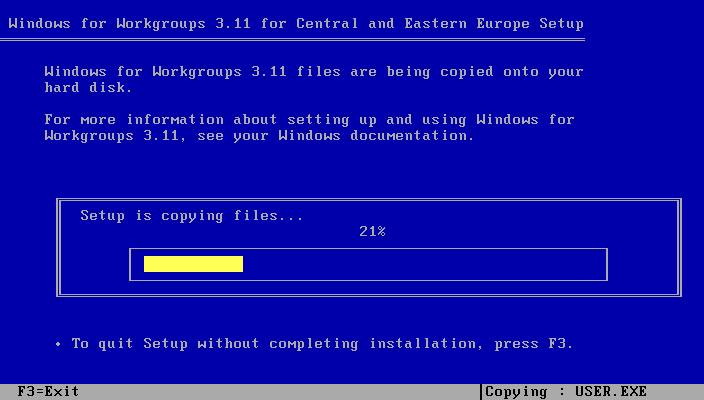 Windows for Workgroups 3.11 for Central and Eastern Europe Setup
Windows for Workgroups 3.11 files are being copied onto your
hard disk.
For more information about setting up and using Windows for
Workgroups 3.11, see your Windows documentation.
Setup is copying files...
21%
• To quit Setup without completing installation, press F3.
F3=Exit |Copying : USER.EXE